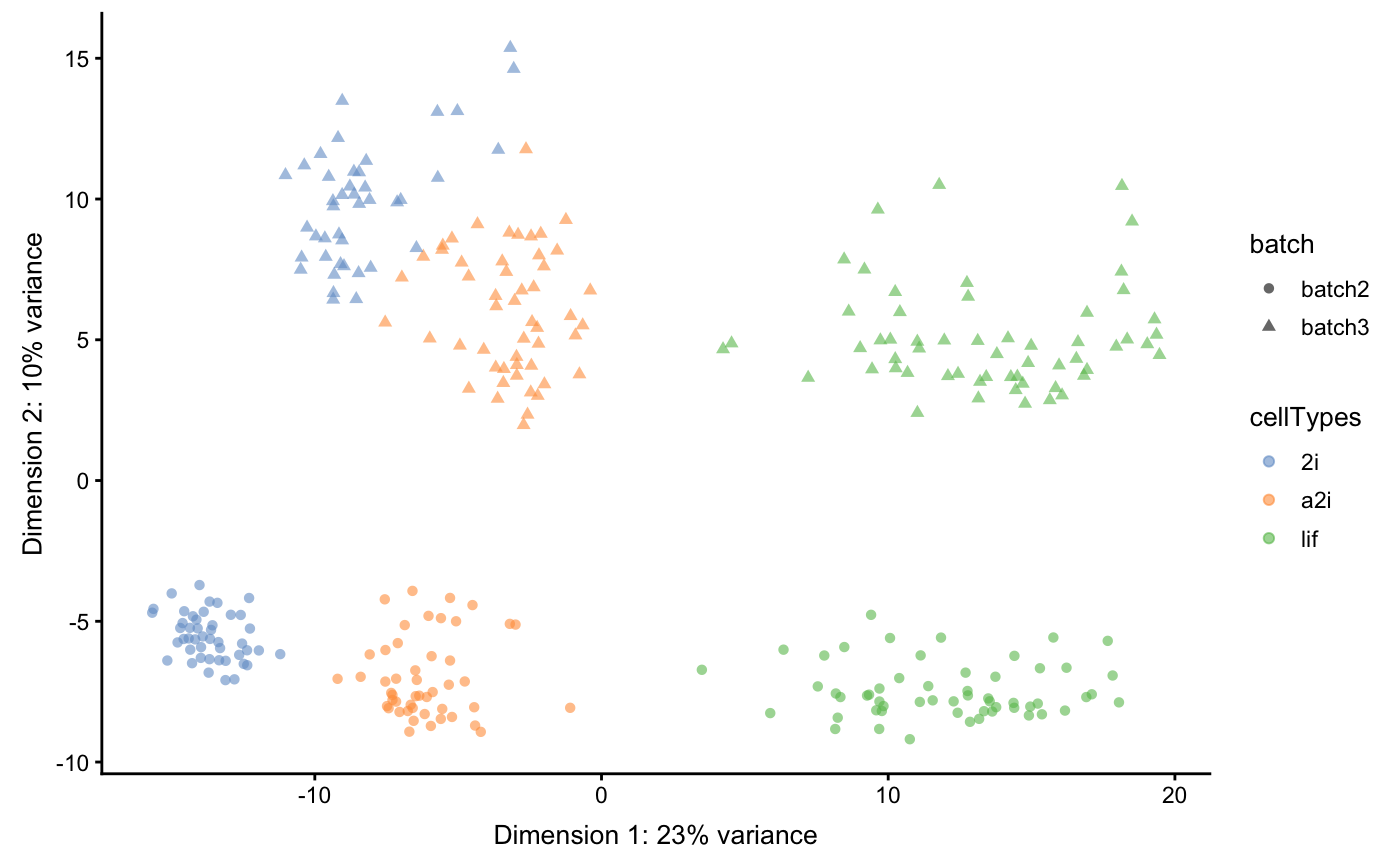 15
10
5
0
-5
-10
Dimension 2: 10% variance
-10
0
10
20
Dimension 1: 23% variance
batch
batch2
batch3
cellTypes
2i
a2i
lif